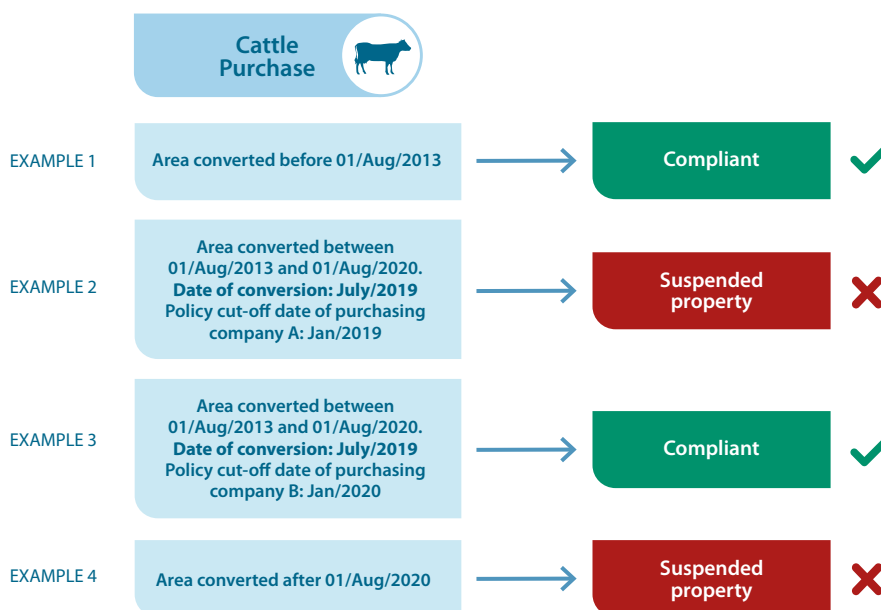 Cattle
Purchase
EXAMPLE 1
Area converted before 01/Aug/2013
Compliant
EXAMPLE 2
Area converted between
01/Aug/2013 and 01/Aug/2020.
Date of conversion: July/2019
Policy cut-off date of purchasing
company A: Jan/2019
Suspended
property
EXAMPLE 3
Area converted between
01/Aug/2013 and 01/Aug/2020.
Date of conversion: July/2019
Policy cut-off date of purchasing
company B: Jan/2020
Compliant
EXAMPLE 4
Area converted after 01/Aug/2020
Suspended
property